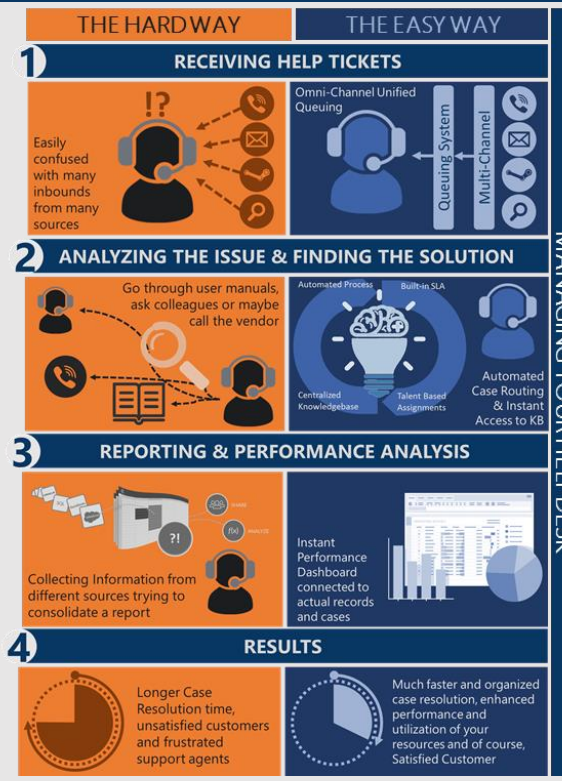 THE HARD WAY
THE EASY WAY
1
RECEIVING HELP TICKETS
!?
Easily
confused
with many
inbounds
from many
sources
Omni-Channel Unified
Queuing
Queuing System
Multi-Channel
2
ANALYZING THE ISSUE & FINDING THE SOLUTION
Go through user manuals,
ask colleagues or maybe
call the vendor
Automated Process
Built-in SLA
Centralized
Knowledgebase
Talent Based
Assignments
Automated
Case Routing
& Instant
Access to KB
3
REPORTING & PERFORMANCE ANALYSIS
?!
f(x)
ANALYZE
Collecting Information from
different sources trying to
consolidate a report
Instant
Performance
Dashboard
connected to
actual records
and cases
4
RESULTS
Longer Case
Resolution time,
unsatisfied customers
and frustrated
support agents
Much faster and organized
case resolution, enhanced
performance and
utilization of your
resources and of course,
Satisfied Customer
MANAGING YOUR HELPDESK